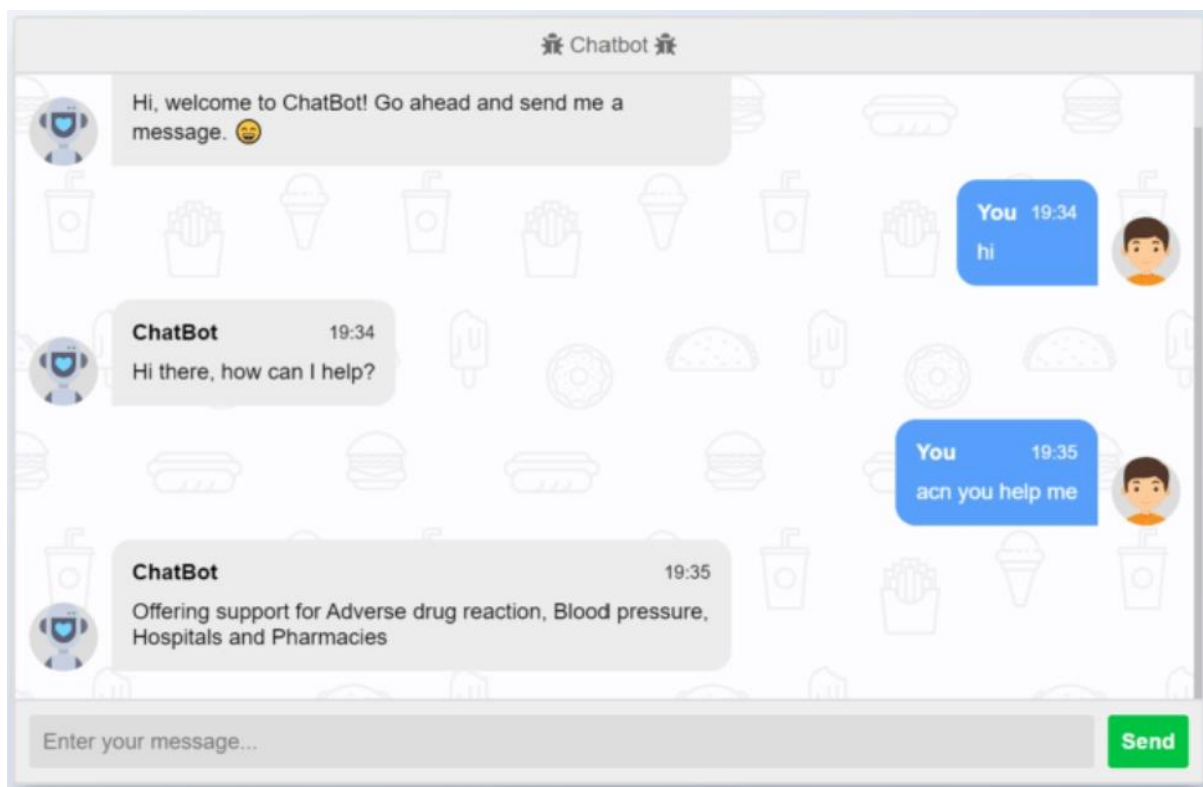 Chatbot
Hi, welcome to ChatBot! Go ahead and send me a
message. 😄
You 19:34
hi
ChatBot 19:34
Hi there, how can I help?
You 19:35
acn you help me
ChatBot 19:35
Offering support for Adverse drug reaction, Blood pressure,
Hospitals and Pharmacies
Enter your message...
Send